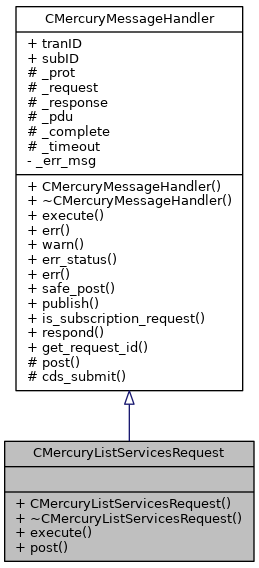 CMercuryMessageHandler
+ tranID
+ subID
# _prot
# _request
# _response
# _pdu
# _complete
# _timeout
- _err_msg
+ CMercuryMessageHandler()
+ ~CMercuryMessageHandler()
+ execute()
+ err()
+ warn()
+ err_status()
+ err()
+ safe_post()
+ publish()
+ is_subscription_request()
+ respond()
+ get_request_id()
# post()
# cds_submit()
CMercuryListServicesRequest
+ CMercuryListServicesRequest()
+ ~CMercuryListServicesRequest()
+ execute()
+ post()